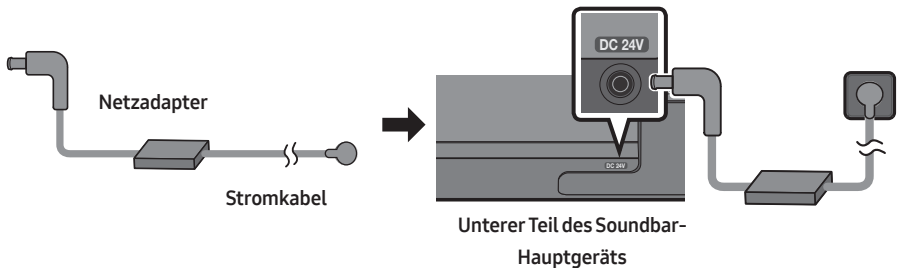 Netzadapter
Stromkabel
DC 24V
DC 24V
Unterer Teil des Soundbar-
Hauptgeräts